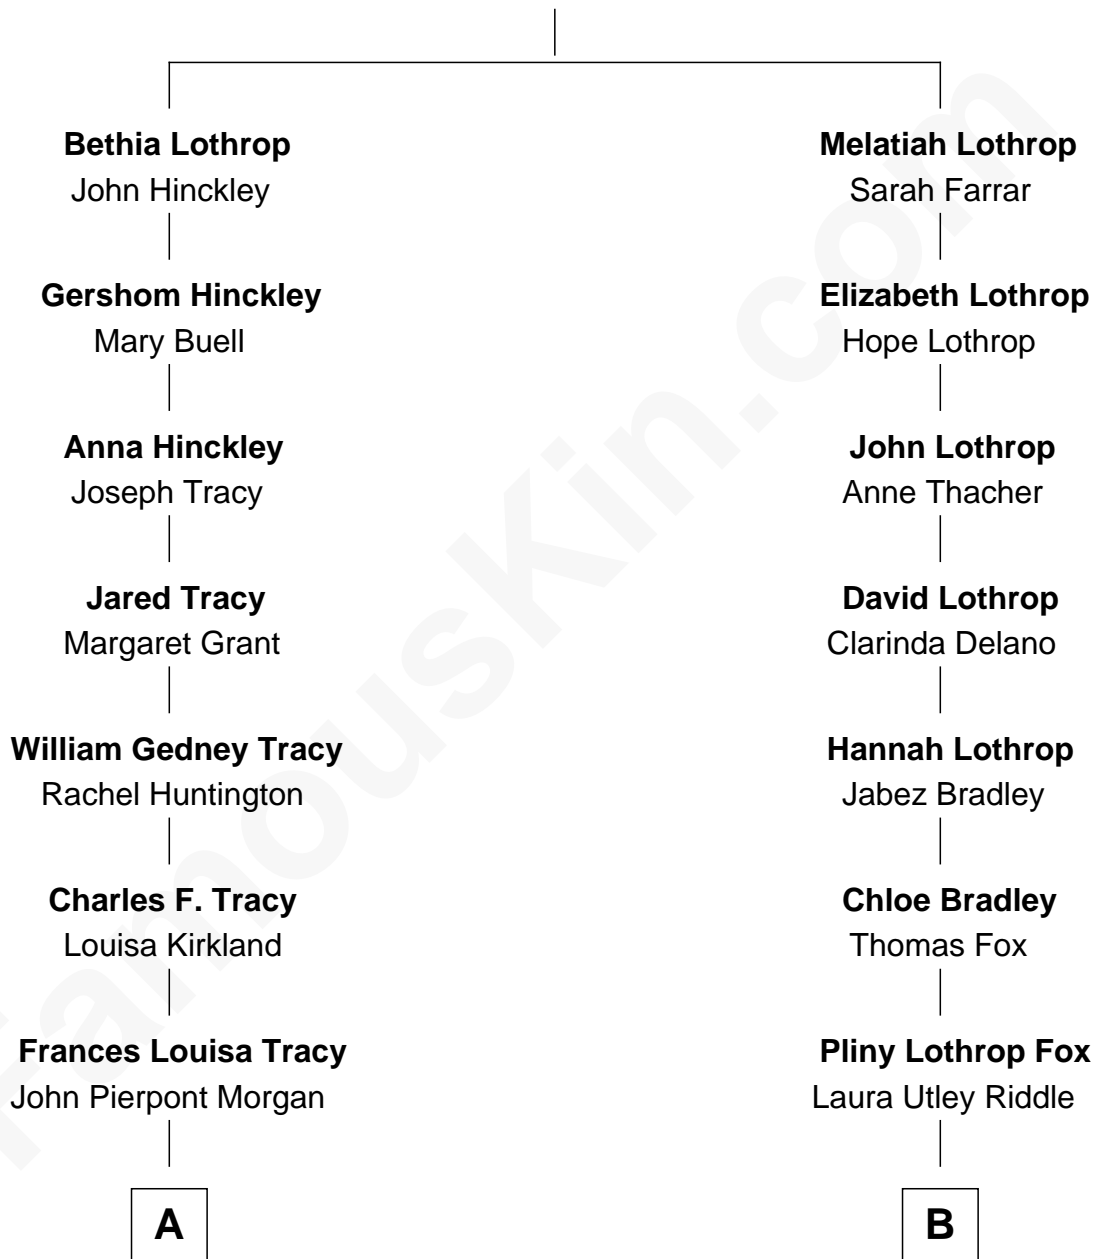 Bethia Lothrop
John Hinckley
Gershom Hinckley
Mary Buell
Anna Hinckley
Joseph Tracy
Jared Tracy
Margaret Grant
William Gedney Tracy
Rachel Huntington
Charles F. Tracy
Louisa Kirkland
Frances Louisa Tracy
John Pierpont Morgan
A
Melatiah Lothrop
Sarah Farrar
Elizabeth Lothrop
Hope Lothrop
John Lothrop
Anne Thacher
David Lothrop
Clarinda Delano
Hannah Lothrop
Jabez Bradley
Chloe Bradley
Thomas Fox
Pliny Lothrop Fox
Laura Utley Riddle
B
FamousKin.com